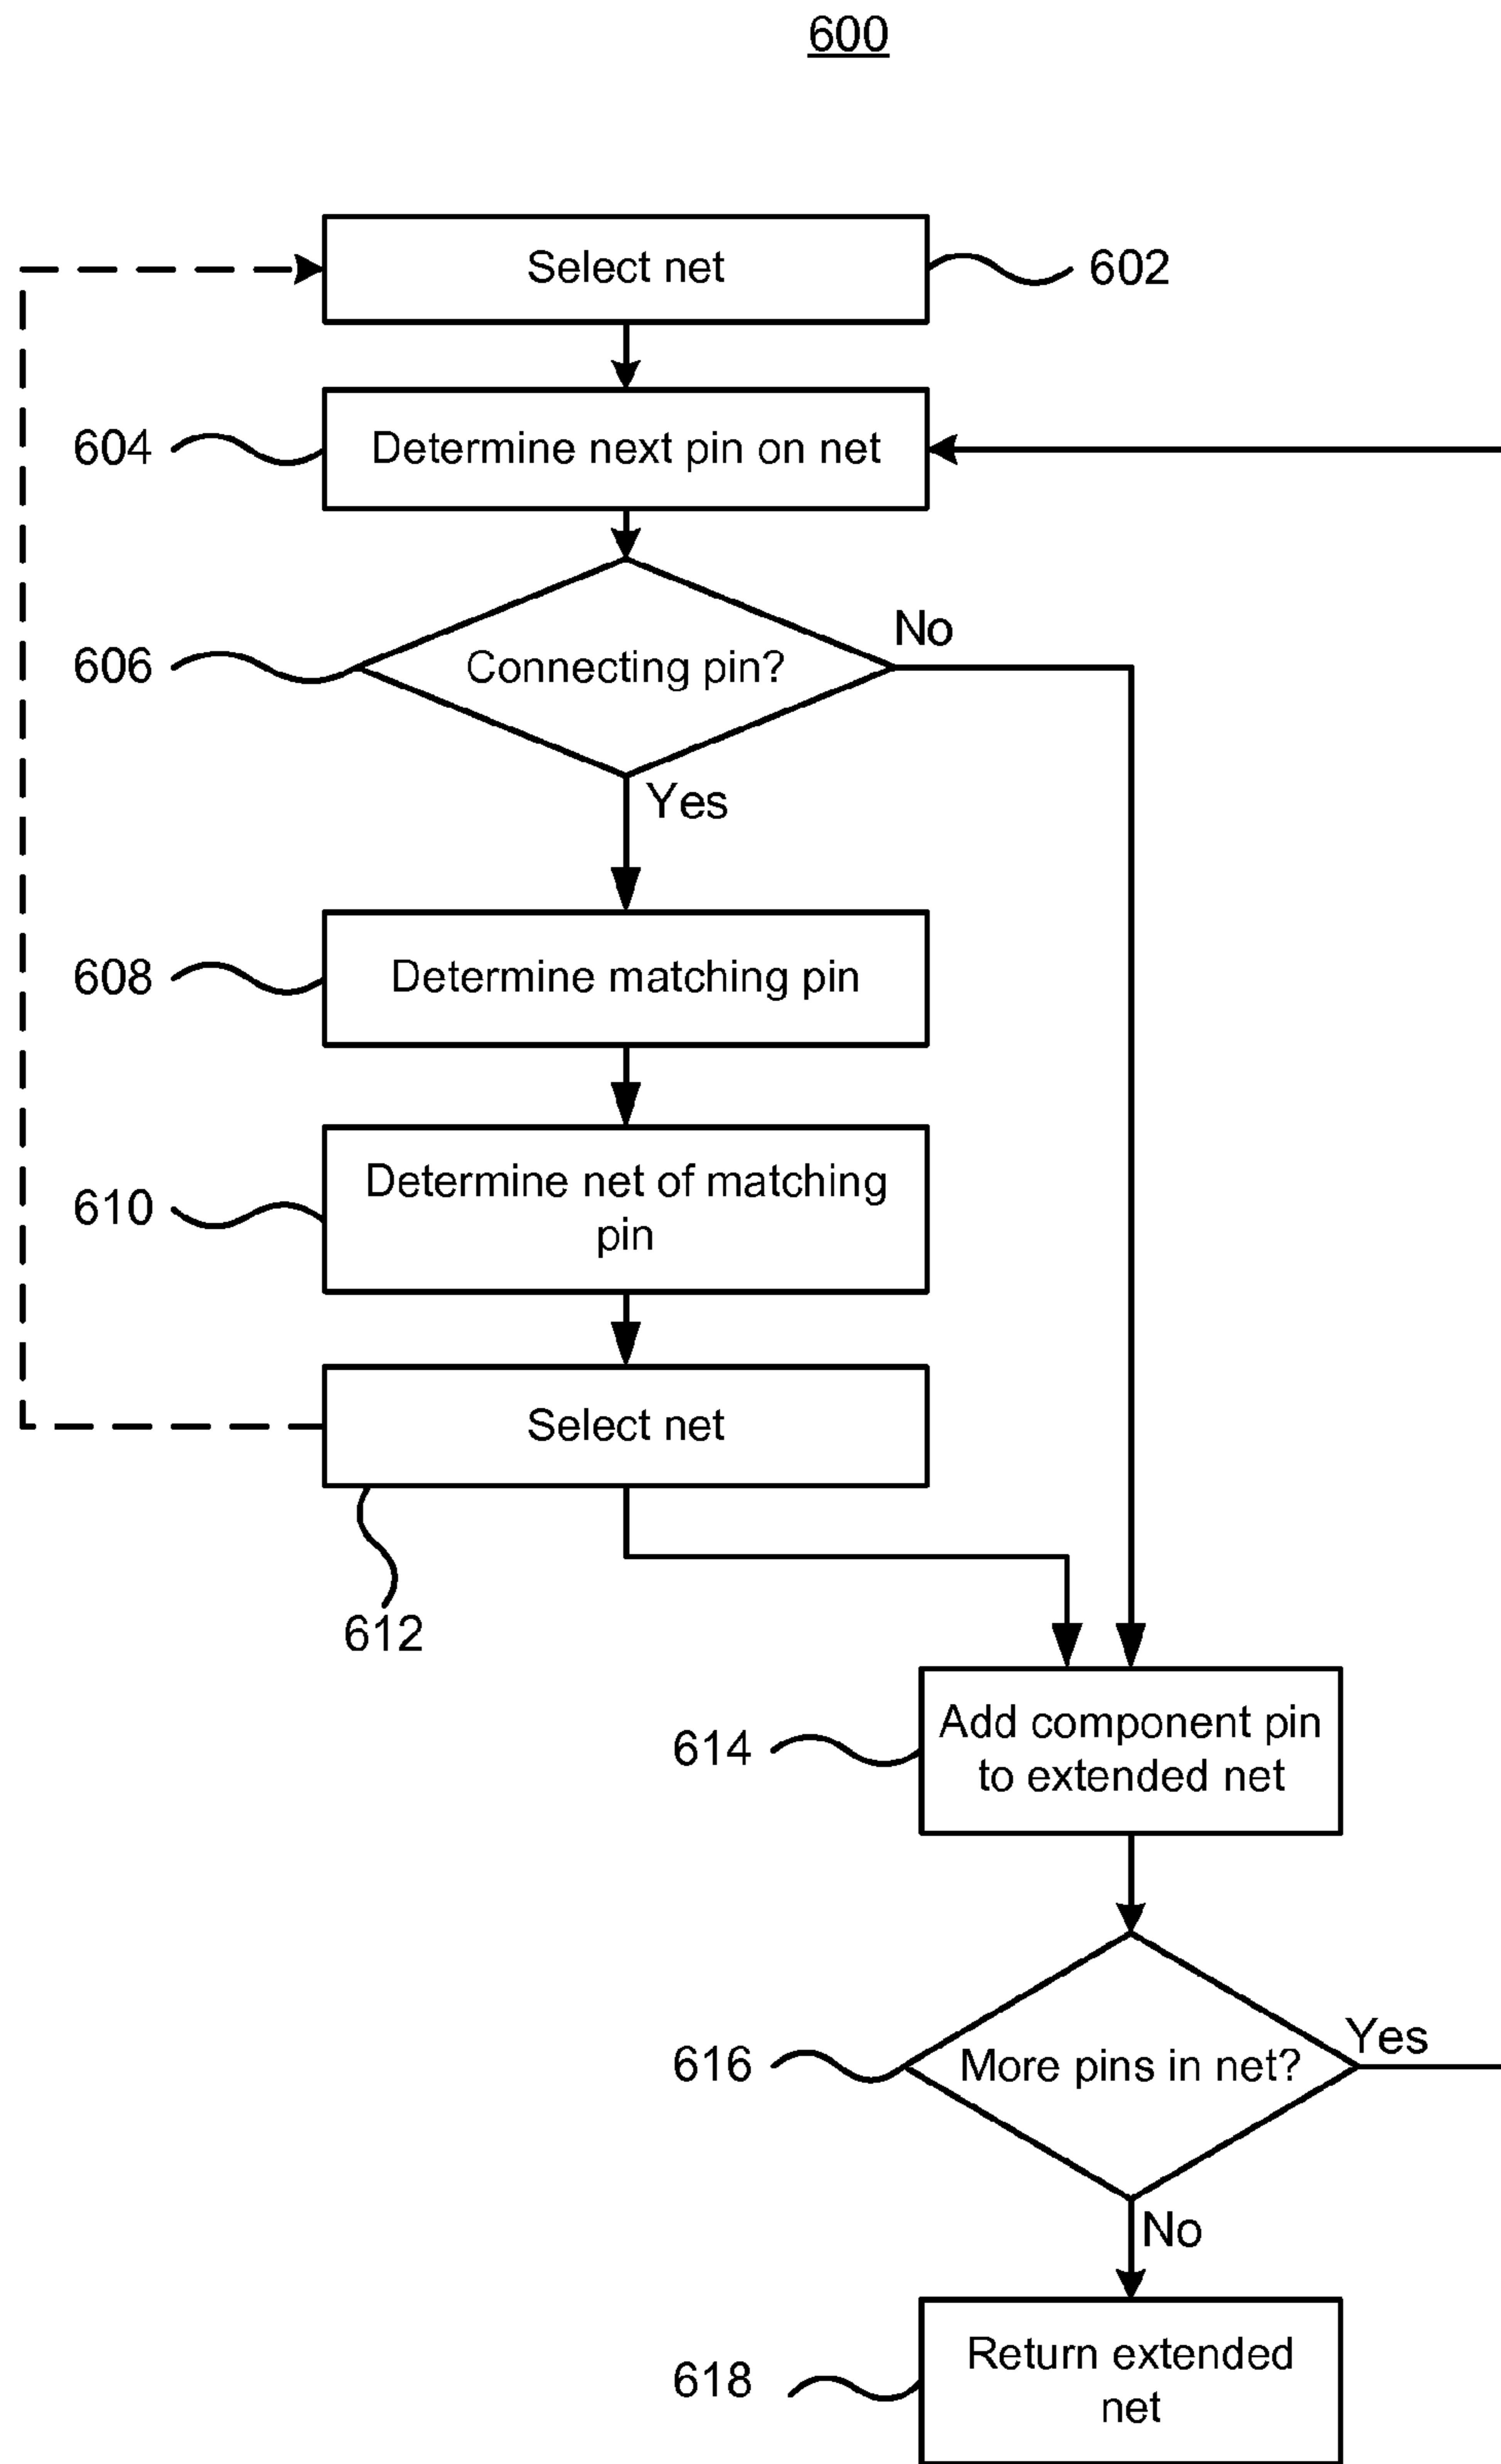 600
Select net
602
604
Determine next pin on net
No
606
Connecting pin?
Yes
608
Determine matching pin
610
Determine net of matching
pin
Select net
612
614
Add component pin
to extended net
Yes
616
More pins in net?
No
618
Return extended
net